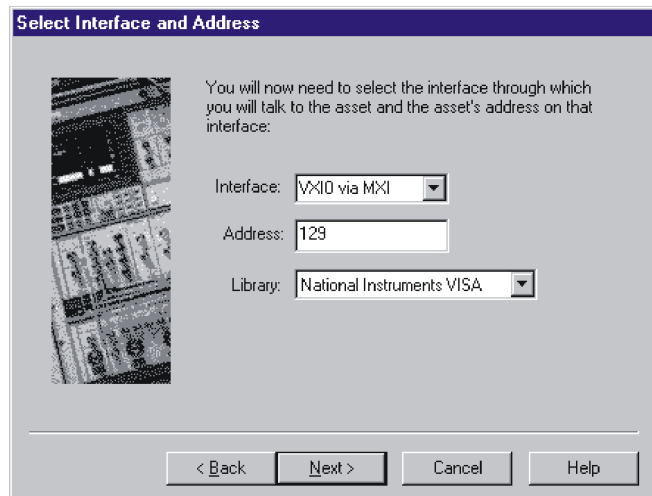 Select Interface and Address
You will now need to select the interface through which
you will talk to the asset and the asset's address on that
interface:
Interface: VXI0 via MXI
Address: 129
Library: National Instruments VISA
< Back Next > Cancel Help